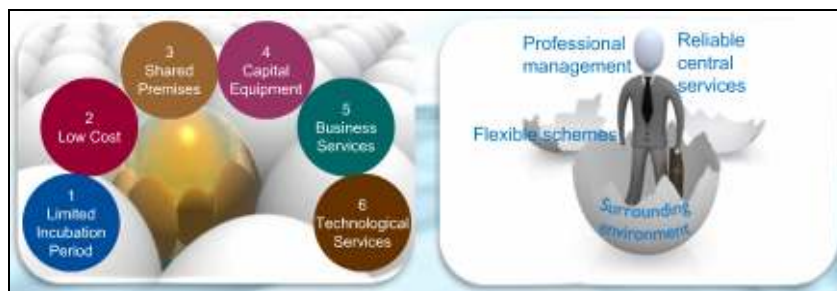 1
Limited
Incubation
Period
2
Low Cost
3
Shared
Premises
4
Capital
Equipment
5
Business
Services
6
Technological
Services
Professional
management
Reliable
central
services
Flexible schemes
Surrounding
environment